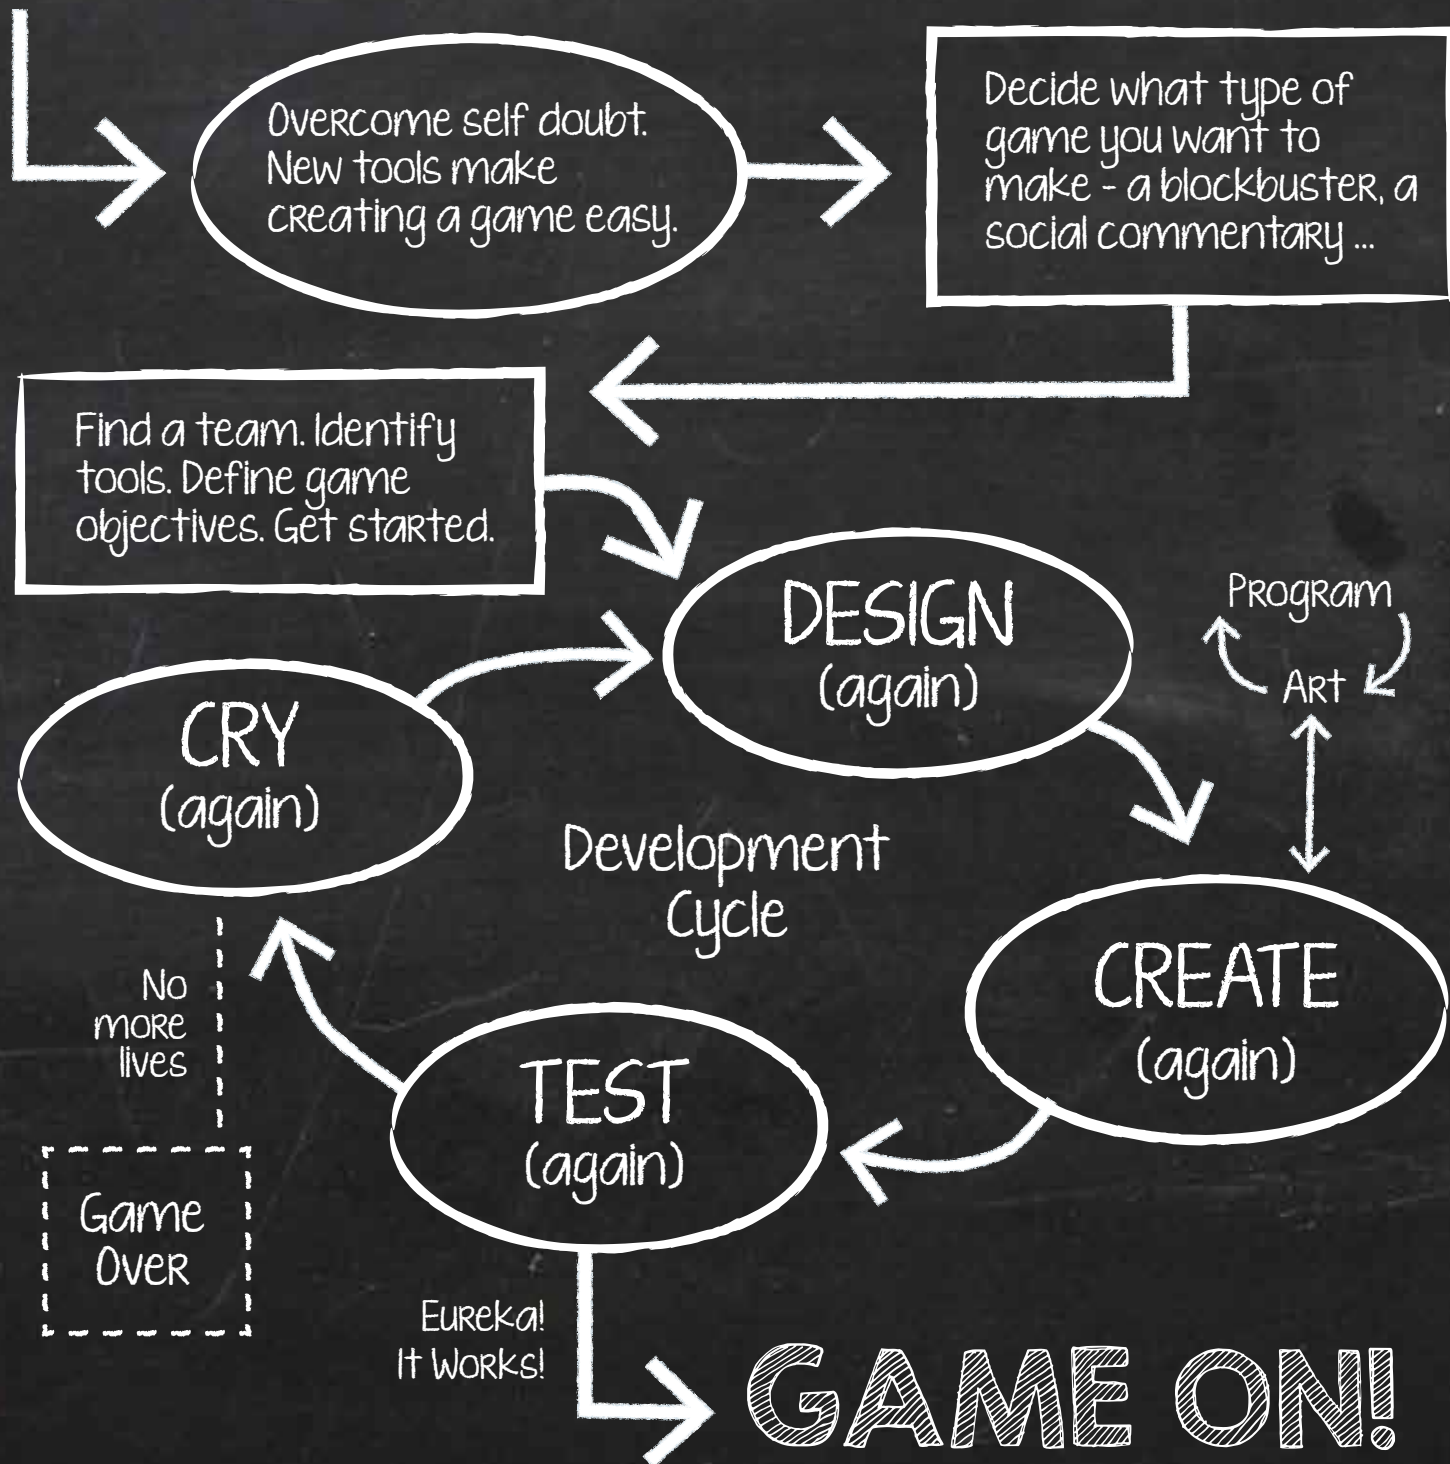 Overcome self doubt.
New tools make
creating a game easy.
Decide what type of
game you want to
make - a blockbuster, a
social commentary ...
Find a team. Identify
tools. Define game
objectives. Get started.
DESIGN
(again)
Program
Art
CREATE
(again)
TEST
(again)
CRY
(again)
Development
Cycle
No
more
lives
Game
Over
Eureka!
It Works!
GAME ON!